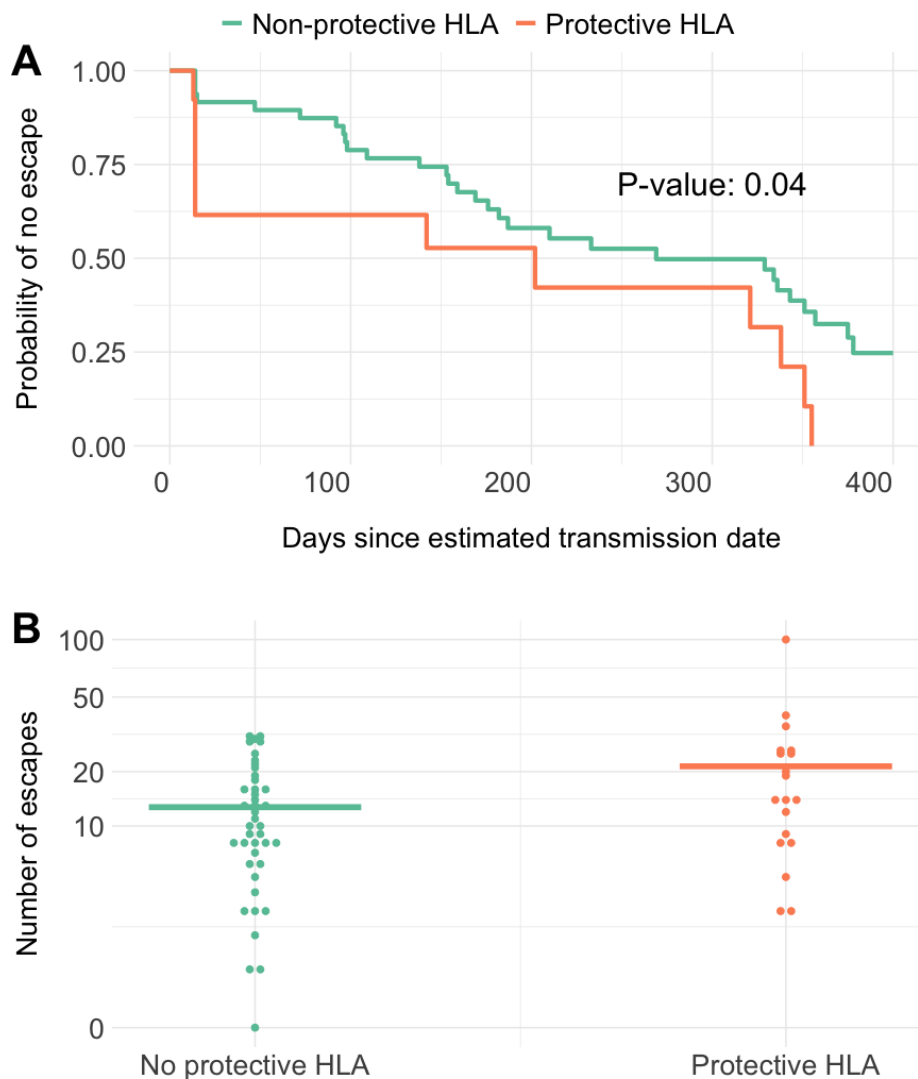 Non-protective HLA Protective HLA
A
1.00
0.75
0.50
0.25
0.00
Probability of no escape
P-value: 0.04
0 100 200 300 400
Days since estimated transmission date
B
100
50
20
10
0
Number of escapes
No protective HLA Protective HLA